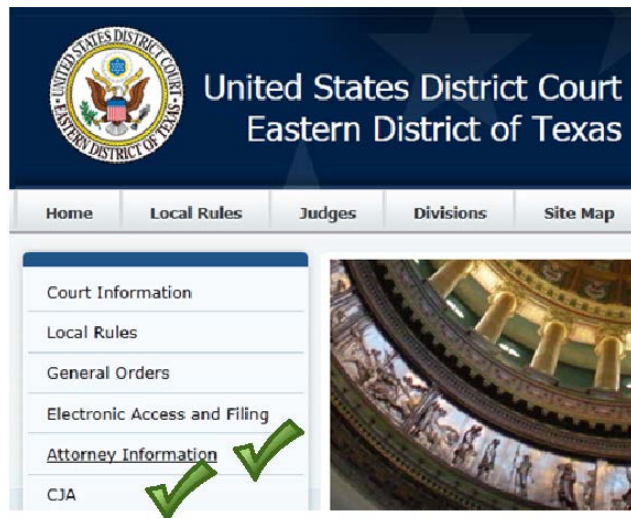 UNITED STATES DISTRICT COURT
EASTERN DISTRICT OF TEXAS
United States District Court
Eastern District of Texas
Home Local Rules Judges Divisions Site Map
Court Information
Local Rules
General Orders
Electronic Access and Filing
Attorney Information
CJA